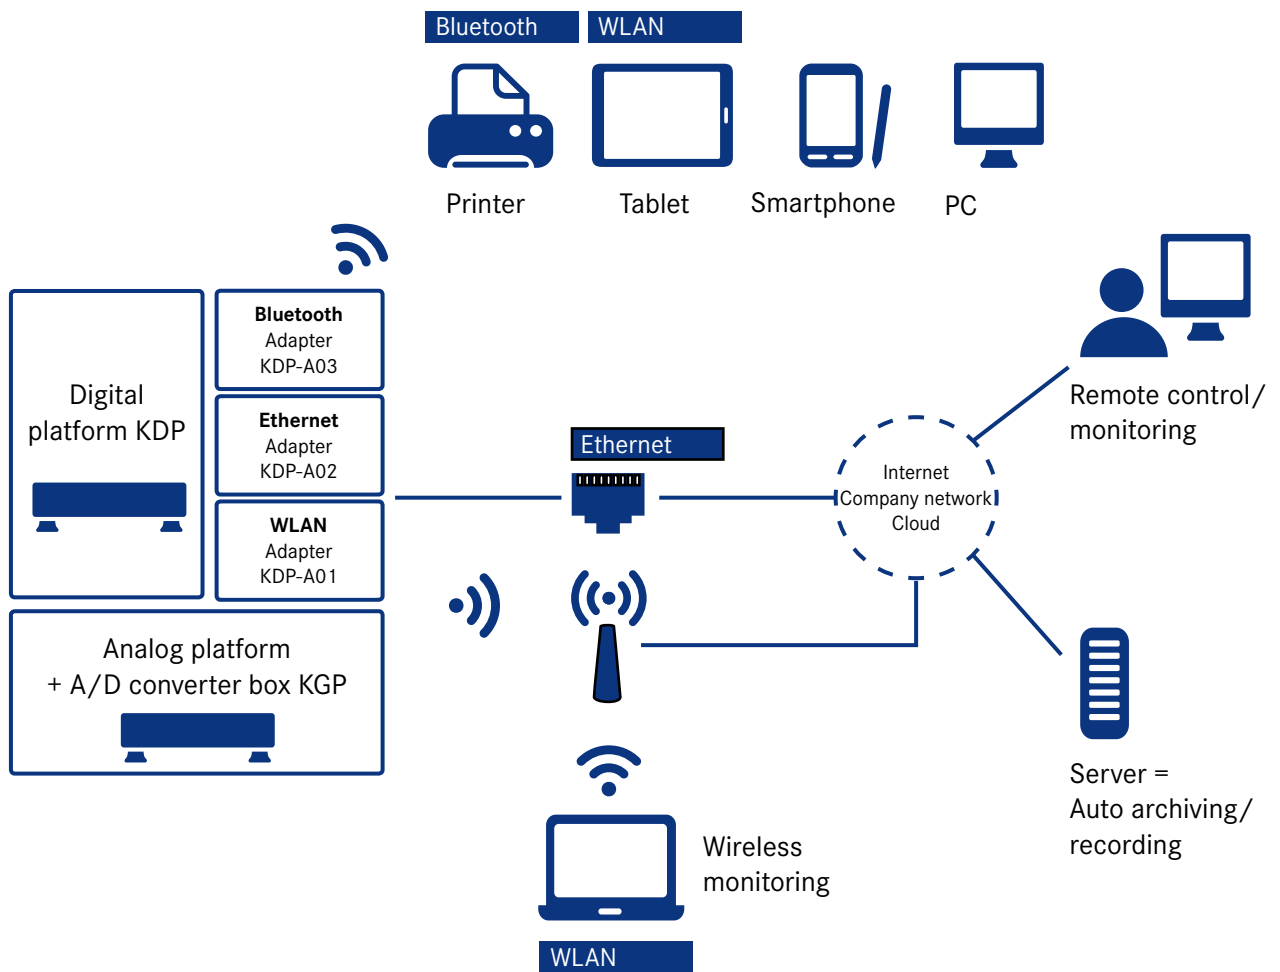 Bluetooth
WLAN
Printer
Tablet
Smartphone
PC
Digital
platform KDP
Bluetooth
Adapter
KDP-A03
Ethernet
Adapter
KDP-A02
WLAN
Adapter
KDP-A01
Analog platform
+ A/D converter box KGP
Ethernet
Internet
Company network
Cloud
Remote control/
monitoring
Server =
Auto archiving/
recording
Wireless
monitoring
WLAN